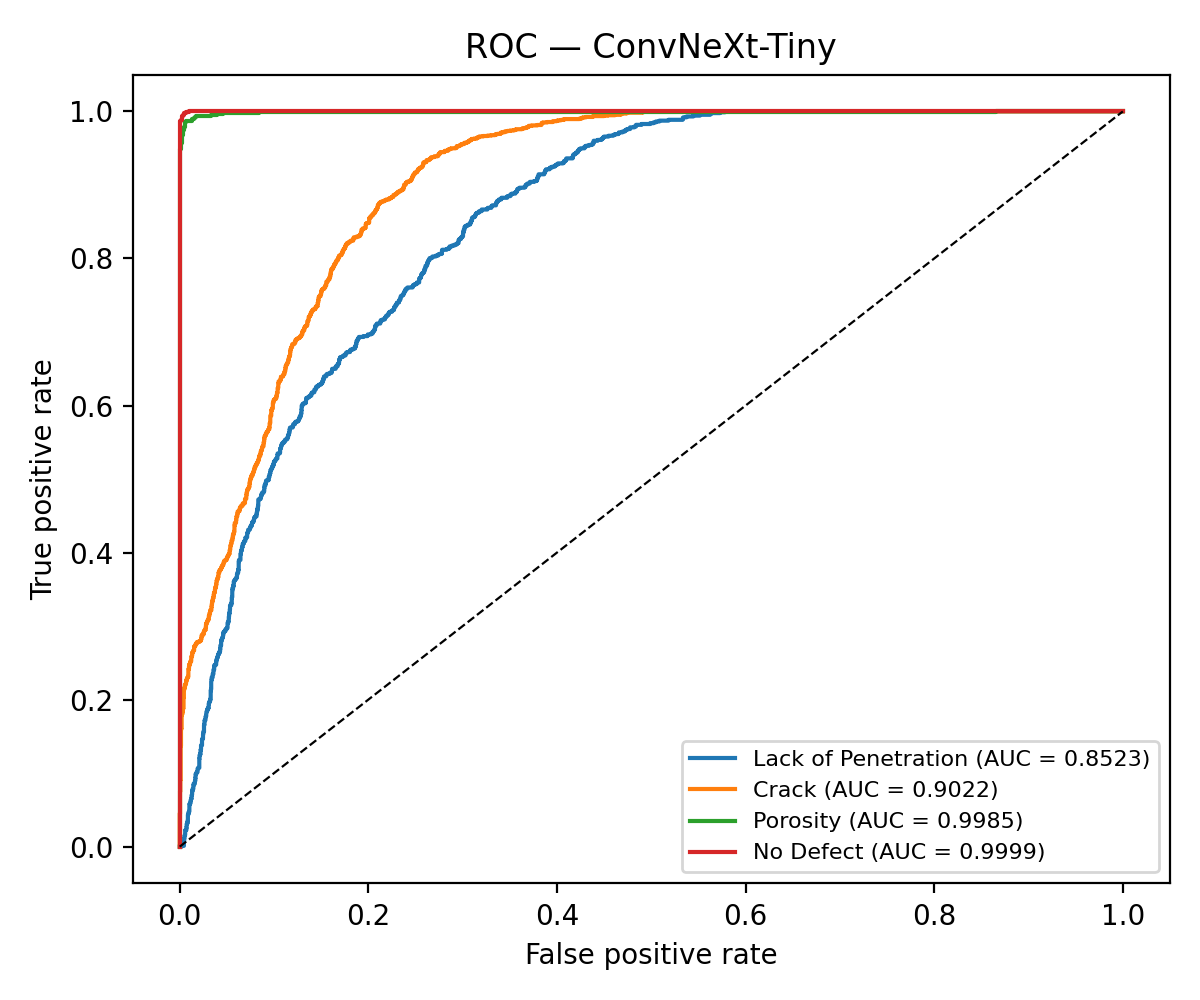 ROC — ConvNeXt-Tiny
True positive rate
1.0
0.8
0.6
0.4
0.2
0.0
Lack of Penetration (AUC = 0.8523)
Crack (AUC = 0.9022)
Porosity (AUC = 0.9985)
No Defect (AUC = 0.9999)
0.0 0.2 0.4 0.6 0.8 1.0
False positive rate